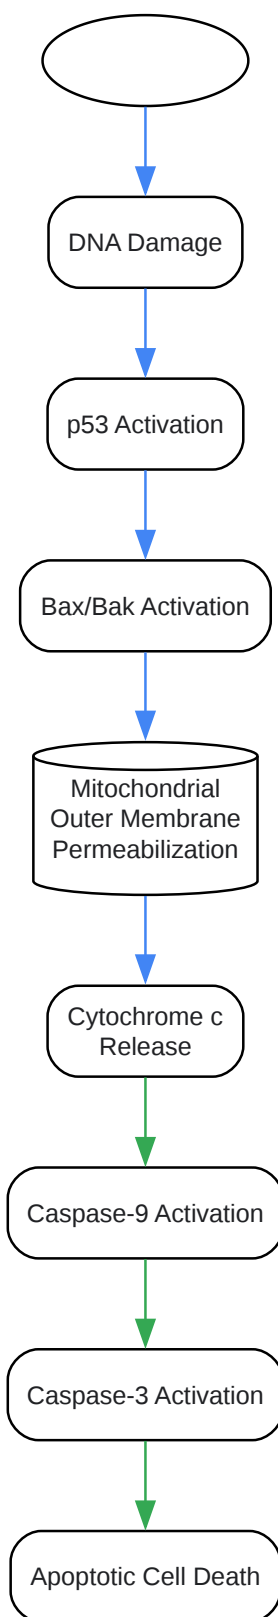 DNA Damage
p53 Activation
Bax/Bak Activation
Mitochondrial
Outer Membrane
Permeabilization
Cytochrome c
Release
Caspase-9 Activation
Caspase-3 Activation
Apoptotic Cell Death